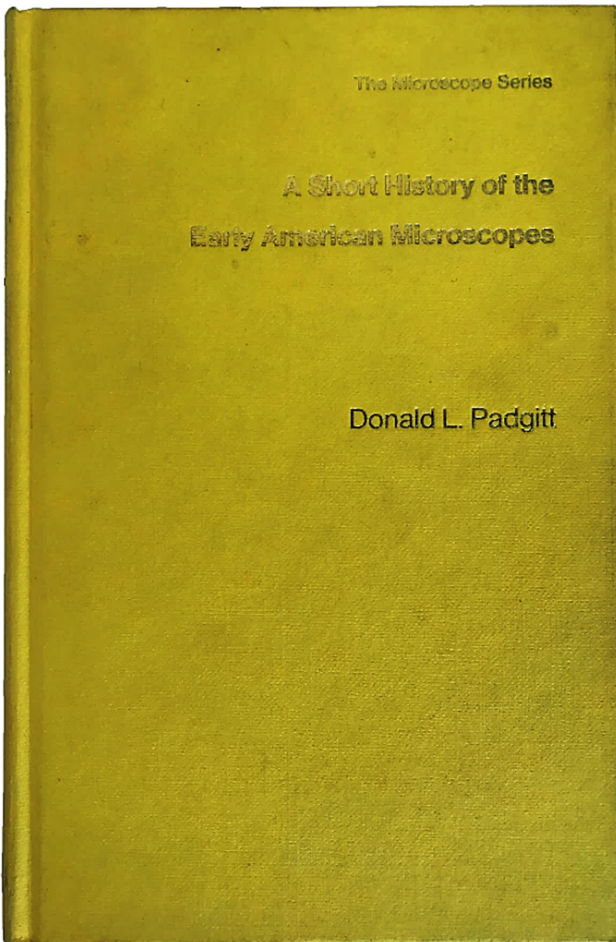 The Microscope Series
A Short History of the
Early American Microscopes
Donald L. Padgitt